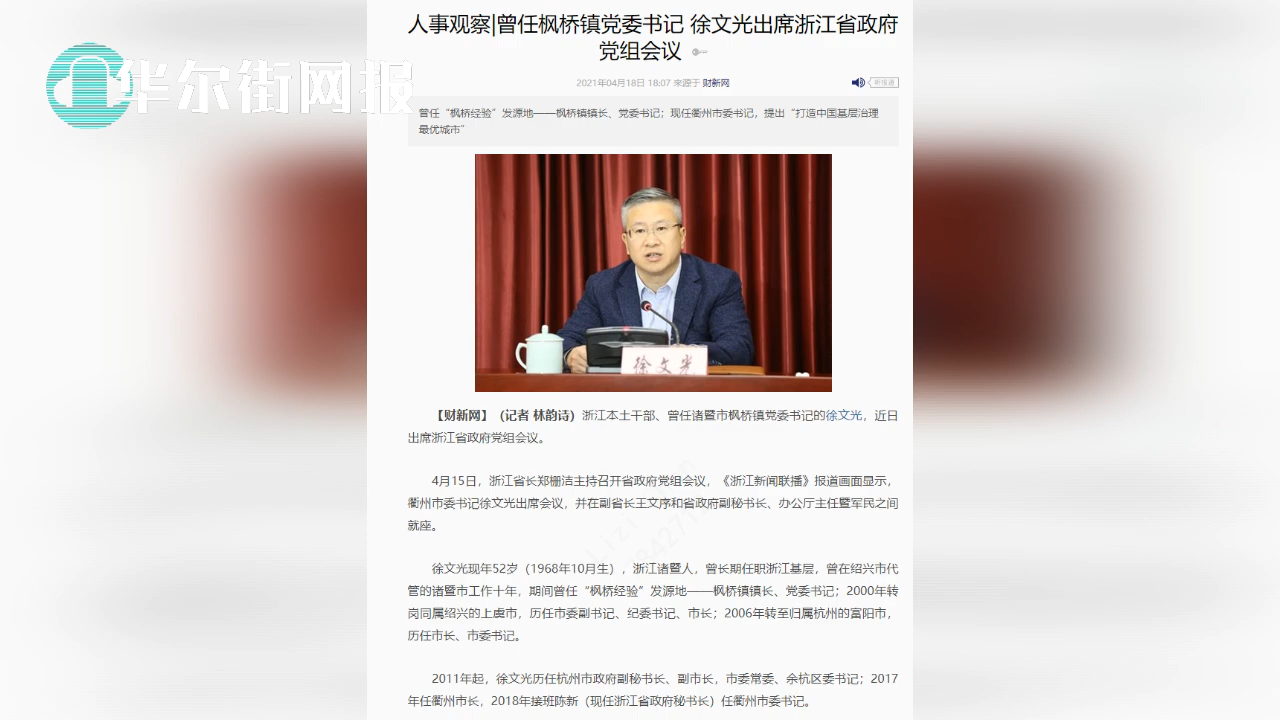 人事观察|曾任枫桥镇党委书记 徐文光出席浙江省政府
党组会议
华尔街网报
2021年04月18日 18:07 来源于 财新网
听报道
曾任“枫桥经验”发源地——枫桥镇镇长、党委书记；现任衢州市委书记，提出“打造中国基层治理
最优城市”
徐文光
【财新网】（记者 林韵诗）浙江本土干部、曾任诸暨市枫桥镇党委书记的徐文光，近日
出席浙江省政府党组会议。
4月15日，浙江省长郑栅洁主持召开省政府党组会议，《浙江新闻联播》报道画面显示，
衢州市委书记徐文光出席会议，并在副省长王文序和省政府副秘书长、办公厅主任暨军民之间
就座。
徐文光现年52岁（1968年10月生），浙江诸暨人，曾长期任职浙江基层，曾在绍兴市代
管的诸暨市工作十年，期间曾任“枫桥经验”发源地——枫桥镇镇长、党委书记；2000年转
岗同属绍兴的上虞市，历任市委副书记、纪委书记、市长；2006年转至归属杭州的富阳市，
历任市长、市委书记。
2011年起，徐文光历任杭州市政府副秘书长、副市长，市委常委、余杭区委书记；2017
年任衢州市长，2018年接班陈新（现任浙江省政府秘书长）任衢州市委书记。